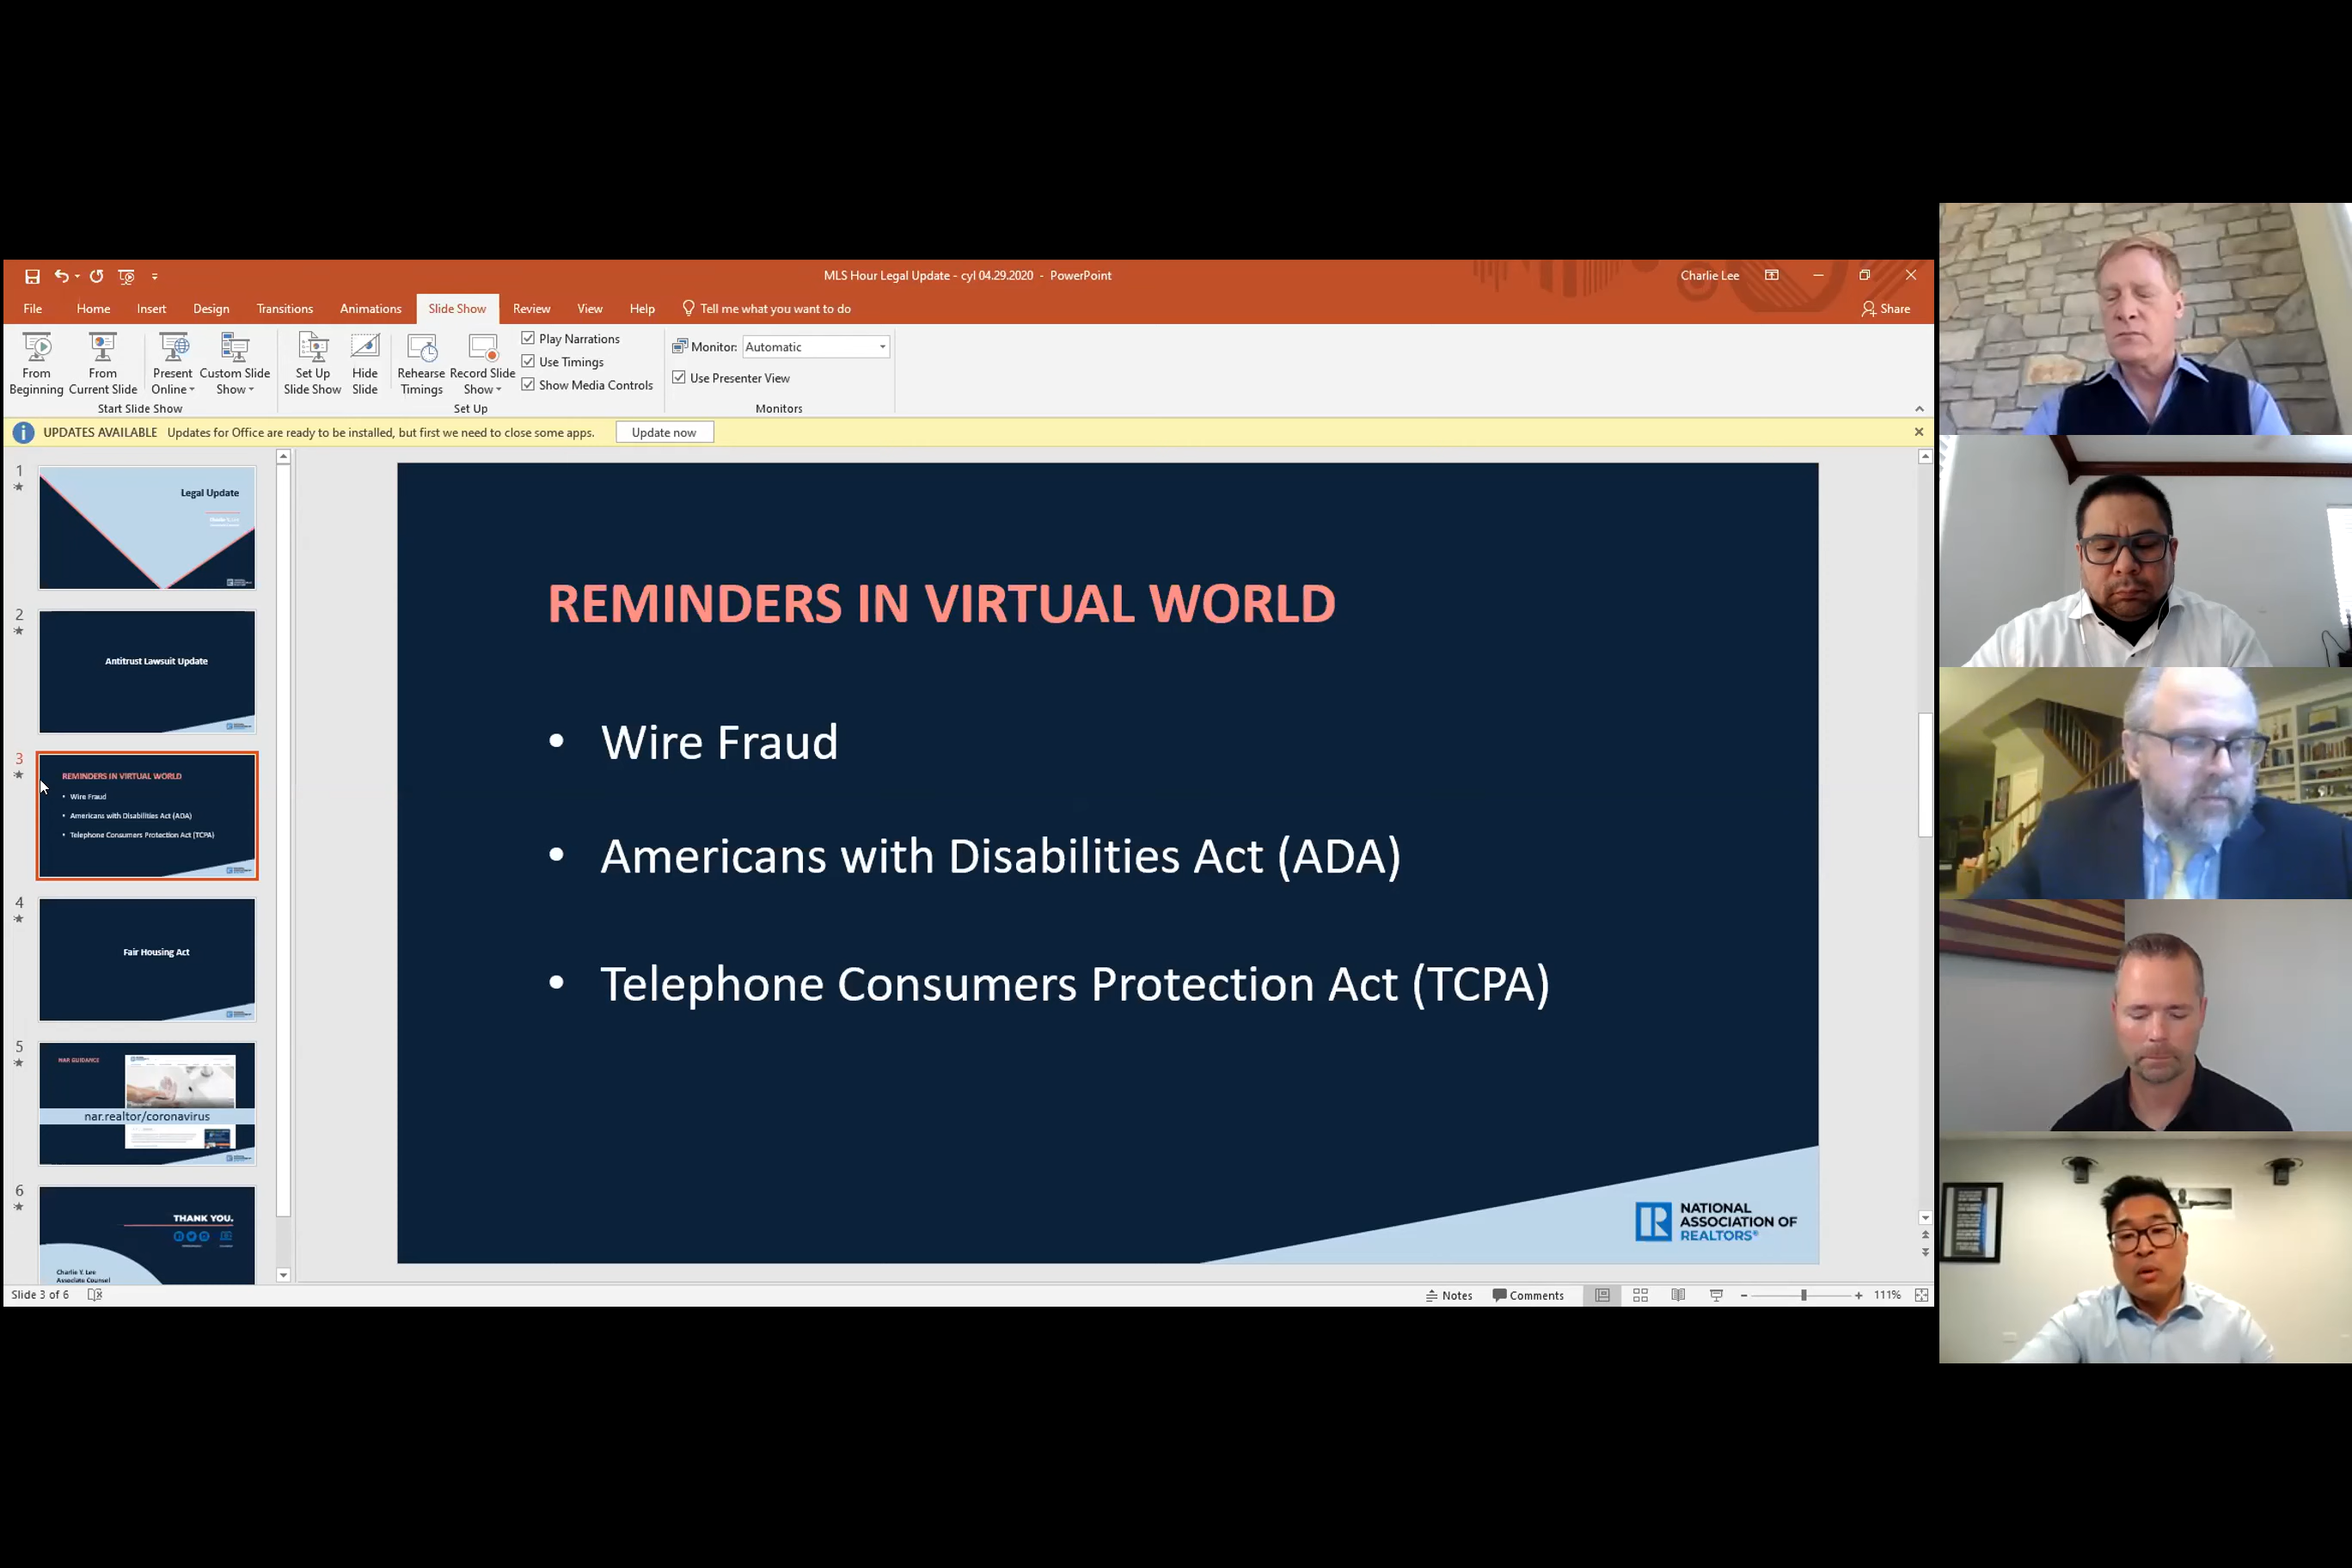 MLS Hour Legal Update - cyl 04.29.2020 - PowerPoint
Charlie Lee
File Home Insert Design Transitions Animations Slide Show Review View Help Tell me what you want to do
Share
From Beginning
From Current Slide
Present Online
Custom Slide Show
Start Slide Show
Set Up Slide Show
Hide Slide
Rehearse Timings
Record Slide Show
Play Narrations
Use Timings
Show Media Controls
Set Up
Monitor: Automatic
Use Presenter View
Monitors
UPDATES AVAILABLE Updates for Office are ready to be installed, but first we need to close some apps. Update now
1
Legal Update
2
Antitrust Lawsuit Update
3
REMINDERS IN VIRTUAL WORLD
• Wire Fraud
• Americans with Disabilities Act (ADA)
• Telephone Consumers Protection Act (TCPA)
4
Fair Housing Act
5
NAR GUIDANCE
nar.realtor/coronavirus
6
THANK YOU.
Charlie Y. Lee
Associate Counsel
REMINDERS IN VIRTUAL WORLD
• Wire Fraud
• Americans with Disabilities Act (ADA)
• Telephone Consumers Protection Act (TCPA)
NATIONAL
ASSOCIATION OF
REALTORS®
Slide 3 of 6
Notes
Comments
111%